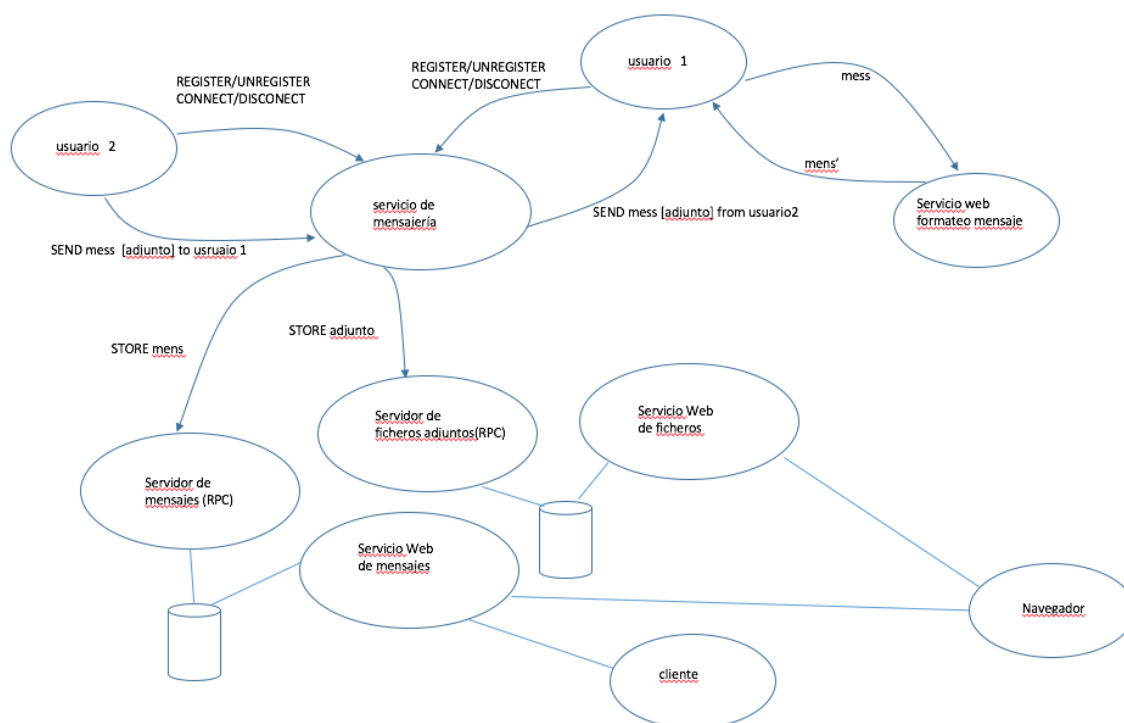 usuario 1
REGISTER/UNREGISTER
CONNECT/DISCONECT
mess
REGISTER/UNREGISTER
CONNECT/DISCONECT
usuario 2
mens'
servicio de
mensajería
Servicio web
formateo mensaje
SEND mess [adjunto] from usuario2
SEND mess [adjunto] to usruaio 1
STORE adjunto
STORE mens
Servidor de
ficheros adjuntos(RPC)
Servicio Web
de ficheros
Servidor de
mensajes (RPC)
Servicio Web
de mensajes
Navegador
cliente